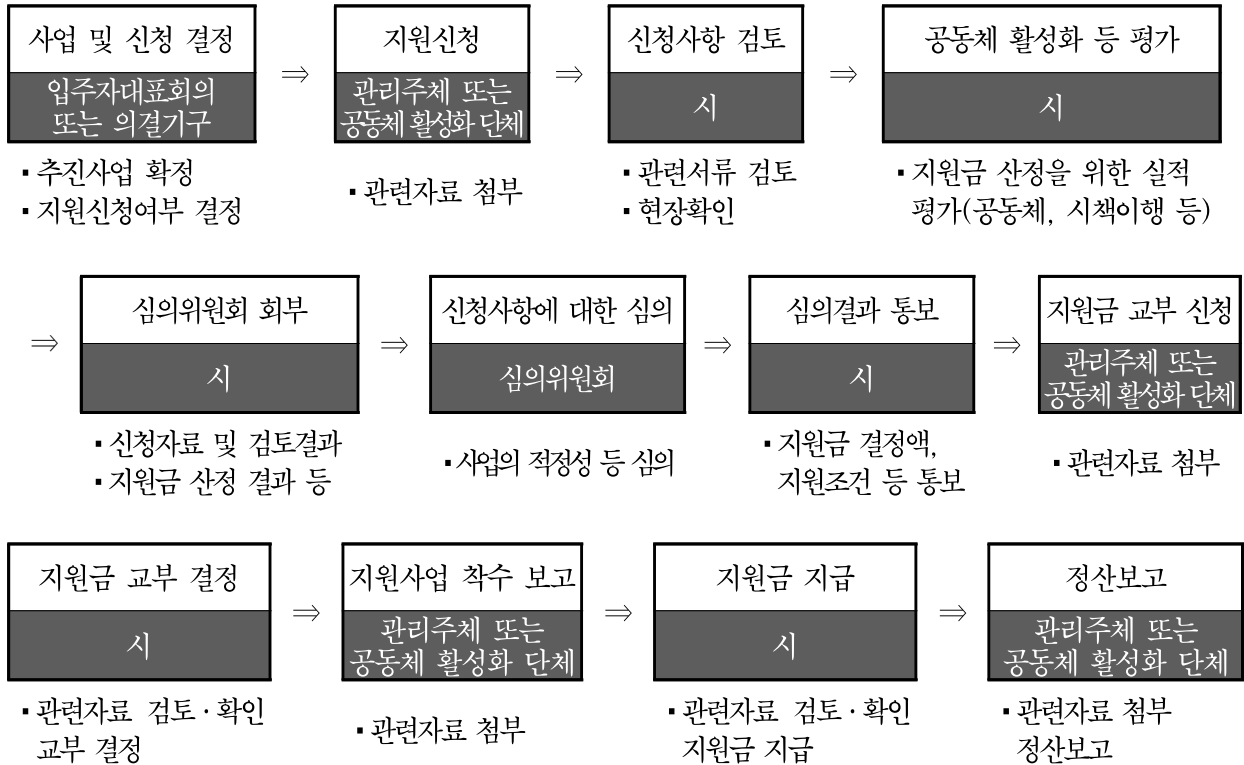 사업 및 신청 결정
입주자대표회의
또는 의결기구
▪ 추진사업 확정
▪ 지원신청여부 결정
⇒
지원신청
관리주체 또는
공동체 활성화 단체
▪ 관련자료 첨부
⇒
신청사항 검토
시
▪ 관련서류 검토
▪ 현장확인
⇒
공동체 활성화 등 평가
시
▪ 지원금 산정을 위한 실적
평가(공동체, 시책이행 등)
⇒
심의위원회 회부
시
▪ 신청자료 및 검토결과
▪ 지원금 산정 결과 등
⇒
신청사항에 대한 심의
심의위원회
▪ 사업의 적정성 등 심의
⇒
심의결과 통보
시
▪ 지원금 결정액,
지원조건 등 통보
⇒
지원금 교부 신청
관리주체 또는
공동체 활성화 단체
▪ 관련자료 첨부
지원금 교부 결정
시
▪ 관련자료 검토 · 확인
교부 결정
⇒
지원사업 착수 보고
관리주체 또는
공동체 활성화 단체
▪ 관련자료 첨부
⇒
지원금 지급
시
▪ 관련자료 검토 · 확인
지원금 지급
⇒
정산보고
관리주체 또는
공동체 활성화 단체
▪ 관련자료 첨부
정산보고